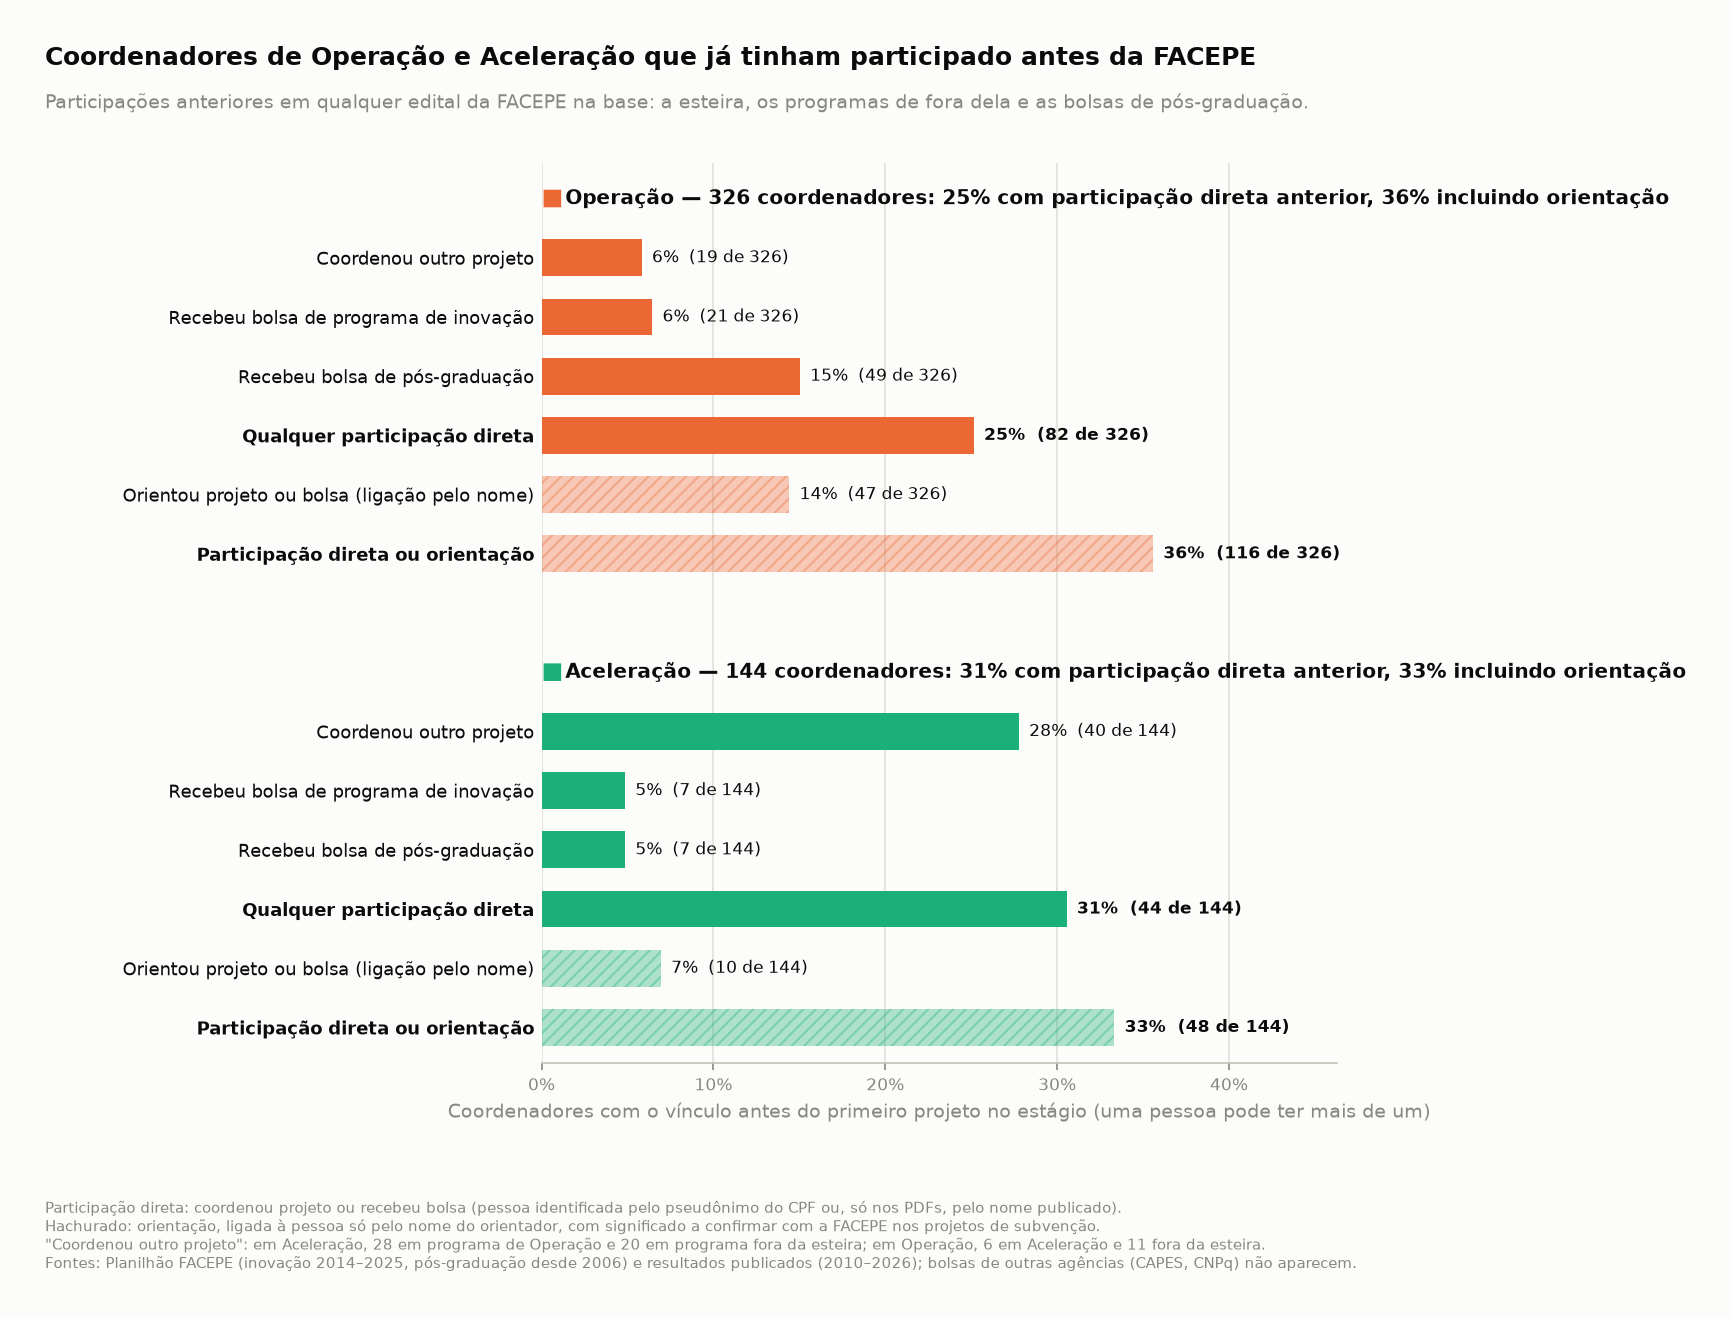 Coordenadores de Operação e Aceleração que já tinham participado antes da FACEPE
Participações anteriores em qualquer edital da FACEPE na base: a esteira, os programas de fora dela e as bolsas de pós-graduação.
Operação — 326 coordenadores: 25% com participação direta anterior, 36% incluindo orientação
Coordenou outro projeto 6% (19 de 326)
Recebeu bolsa de programa de inovação 6% (21 de 326)
Recebeu bolsa de pós-graduação 15% (49 de 326)
Qualquer participação direta 25% (82 de 326)
Orientou projeto ou bolsa (ligação pelo nome) 14% (47 de 326)
Participação direta ou orientação 36% (116 de 326)
Aceleração — 144 coordenadores: 31% com participação direta anterior, 33% incluindo orientação
Coordenou outro projeto 28% (40 de 144)
Recebeu bolsa de programa de inovação 5% (7 de 144)
Recebeu bolsa de pós-graduação 5% (7 de 144)
Qualquer participação direta 31% (44 de 144)
Orientou projeto ou bolsa (ligação pelo nome) 7% (10 de 144)
Participação direta ou orientação 33% (48 de 144)
0% 10% 20% 30% 40%
Coordenadores com o vínculo antes do primeiro projeto no estágio (uma pessoa pode ter mais de um)
Participação direta: coordenou projeto ou recebeu bolsa (pessoa identificada pelo pseudônimo do CPF ou, só nos PDFs, pelo nome publicado).
Hachurado: orientação, ligada à pessoa só pelo nome do orientador, com significado a confirmar com a FACEPE nos projetos de subvenção.
"Coordenou outro projeto": em Aceleração, 28 em programa de Operação e 20 em programa fora da esteira; em Operação, 6 em Aceleração e 11 fora da esteira.
Fontes: Planilhão FACEPE (inovação 2014–2025, pós-graduação desde 2006) e resultados publicados (2010–2026); bolsas de outras agências (CAPES, CNPq) não aparecem.